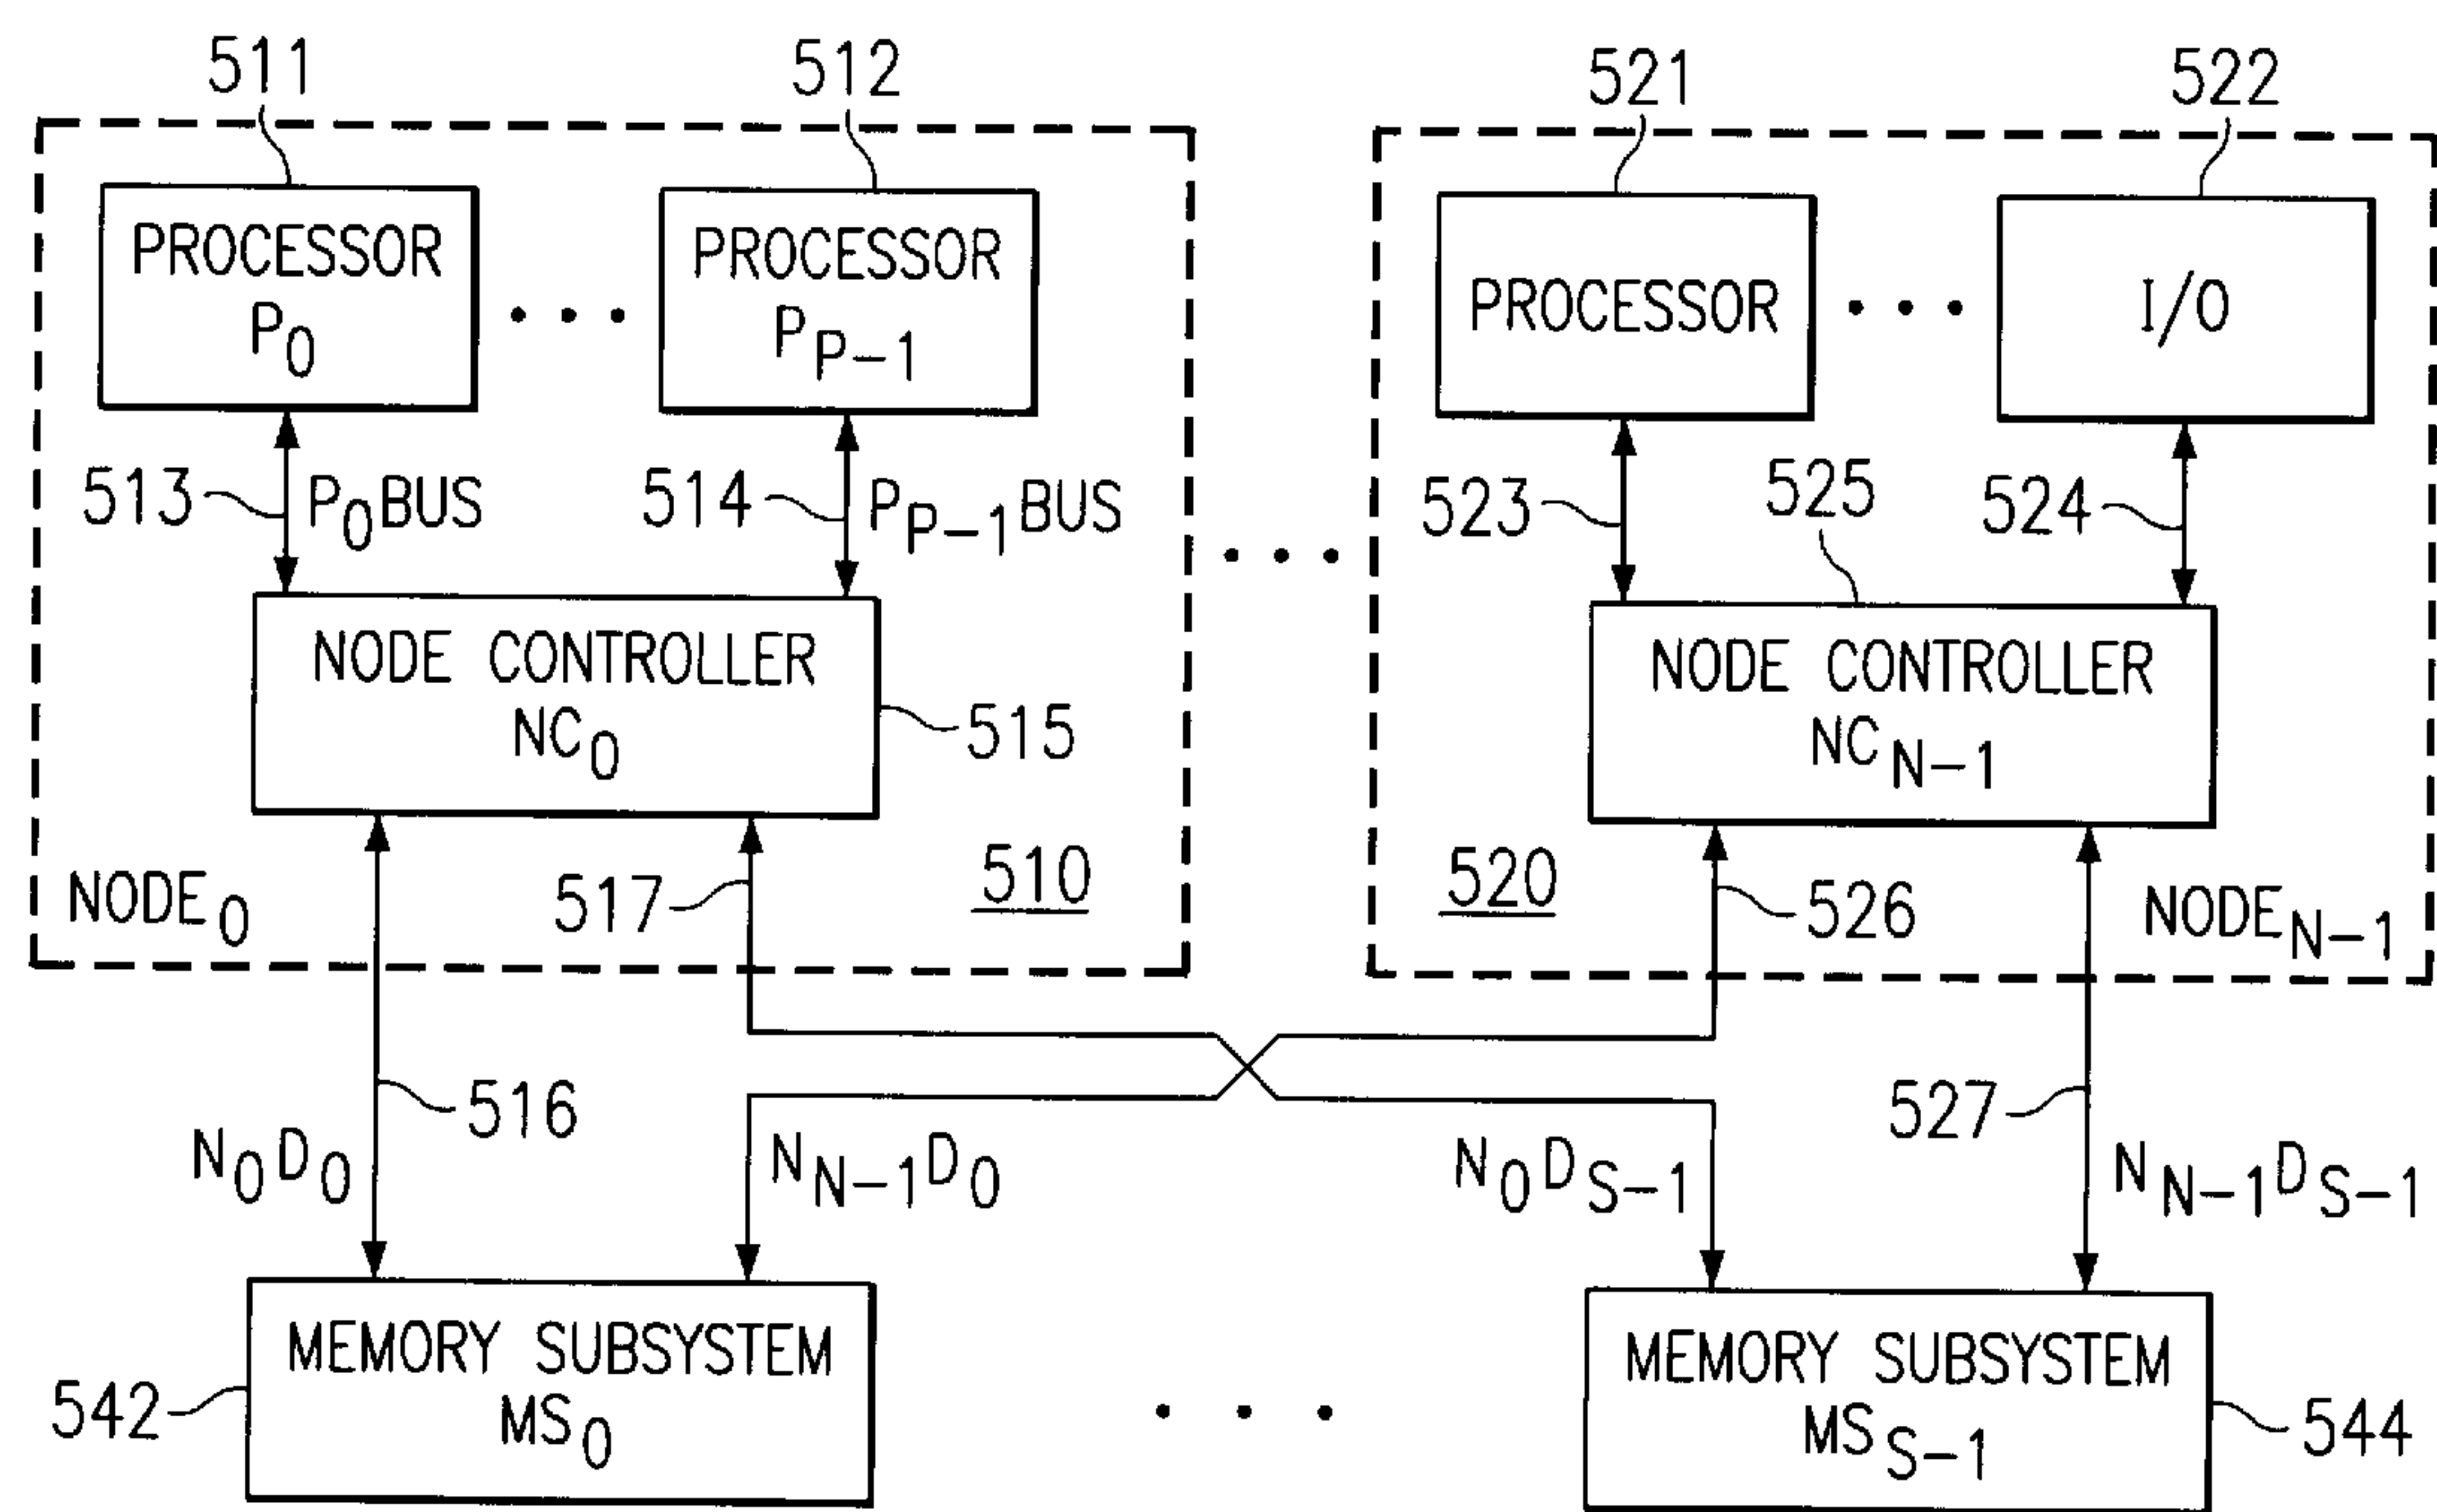 511
512
521
522
PROCESSOR
P0
PROCESSOR
PP-1
PROCESSOR
I/O
513
P0BUS
514
PP-1BUS
523
525
524
NODE CONTROLLER
NC0
515
NODE CONTROLLER
NCN-1
NODE0
517
510
520
526
NODEN-1
516
527
N0D0
NN-1D0
N0DS-1
NN-1DS-1
542
MEMORY SUBSYSTEM
MS0
MEMORY SUBSYSTEM
MSS-1
544